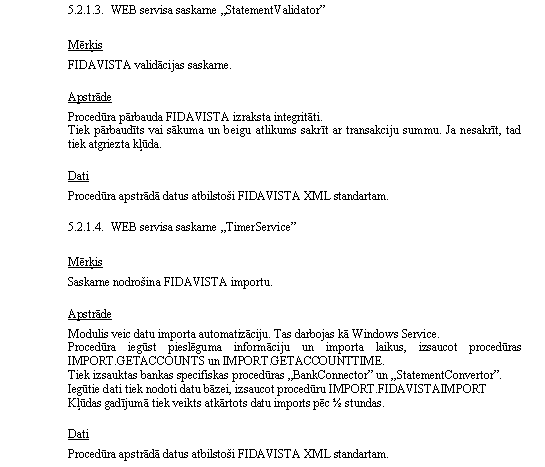 5.2.1.3. WEB servisa saskarne „StatementValidator”
Mērķis
FIDAVISTA validācijas saskarne.
Apstrāde
Procedūra pārbauda FIDAVISTA izraksta integritāti.
Tiek pārbaudīts vai sākuma un beigu atlikums sakrīt ar transakciju summu. Ja nesakrīt, tad
tiek atgriezta kļūda.
Dati
Procedūra apstrādā datus atbilstoši FIDAVISTA XML standartam.
5.2.1.4. WEB servisa saskarne „TimerService”
Mērķis
Saskarne nodrošina FIDAVISTA importu.
Apstrāde
Modulis veic datu importa automatizāciju. Tas darbojas kā Windows Service.
Procedūra iegūst pieslēguma informāciju un importa laikus, izsaucot procedūras
IMPORT.GETACCOUNTS un IMPORT.GETACCOUNTTIME.
Tiek izsauktas bankas specifiskas procedūras „BankConnector” un „StatementConvertor”.
Iegūtie dati tiek nodoti datu bāzei, izsaucot procedūru IMPORT.FIDAVISTAIMPORT
Kļūdas gadījumā tiek veikts atkārtots datu imports pēc ½ stundas.
Dati
Procedūra apstrādā datus atbilstoši FIDAVISTA XML standartam.